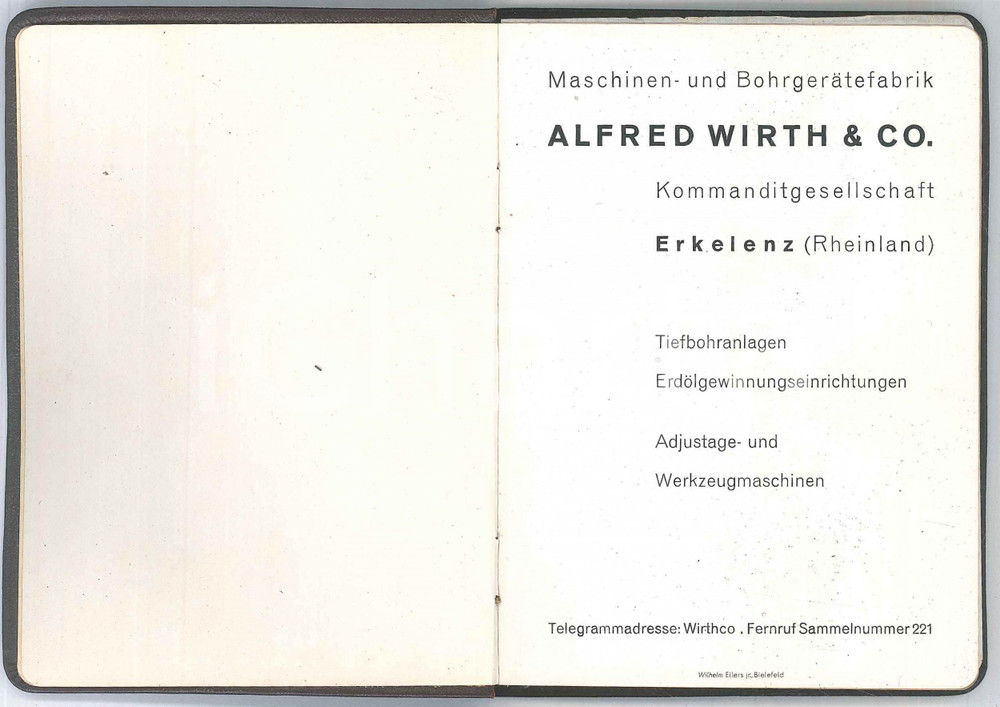 Maschinen- und Bohrgerätefabrik
ALFRED WIRTH & CO.
Kommanditgesellschaft
Erkelenz (Rheinland)
Tiefbohranlagen
Erdölgewinnungseinrichtungen
Adjustage- und
Werkzeugmaschinen
Telegrammadresse: Wirthco . Fernruf Sammelnummer 221
Wilhelm Eilers jr., Bielefeld